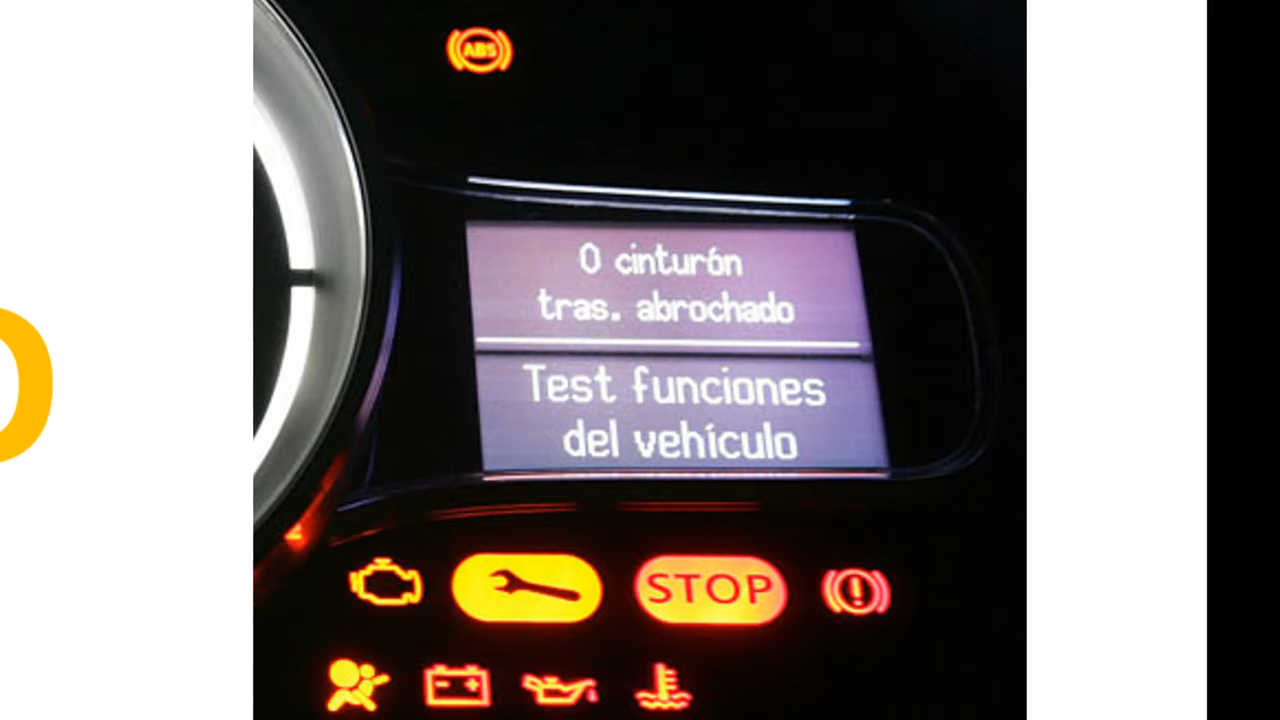 ABS
0 cinturón
tras. abrochado
Test funciones
del vehículo
STOP